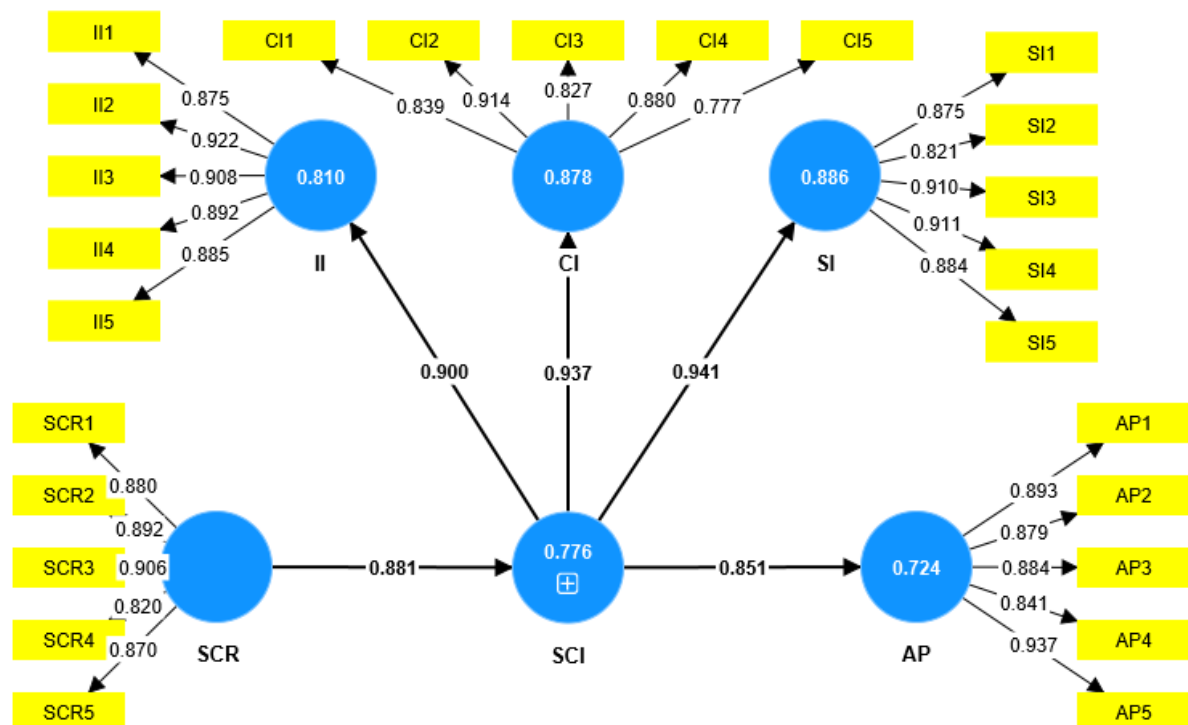 II1
II2
II3
II4
II5
0.875
0.922
0.908
0.892
0.885
0.810
II
CI1
CI2
CI3
CI4
CI5
0.839
0.914
0.827
0.880
0.777
0.878
CI
SI1
SI2
SI3
SI4
SI5
0.875
0.821
0.910
0.911
0.884
0.886
SI
0.900
0.937
0.941
SCR1
SCR2
SCR3
SCR4
SCR5
0.880
0.892
0.906
0.820
0.870
SCR
0.881
0.776
SCI
0.851
0.724
AP
0.893
0.879
0.884
0.841
0.937
AP1
AP2
AP3
AP4
AP5